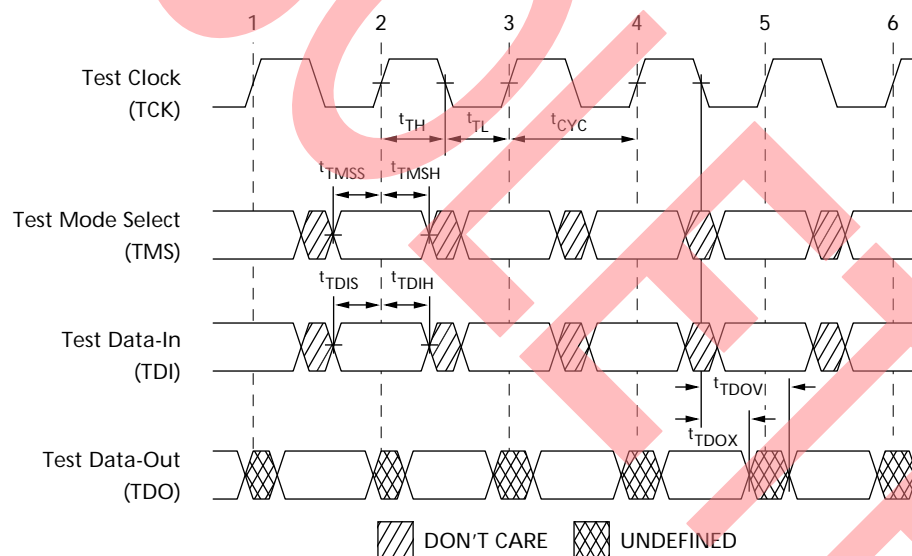 1 2 3 4 5 6
Test Clock
(TCK)
tTH tTL tCYC
tTMSS tTMSH
Test Mode Select
(TMS)
tTDIS tTDIH
Test Data-In
(TDI)
tTDOV
tTDOX
Test Data-Out
(TDO)
DON'T CARE UNDEFINED